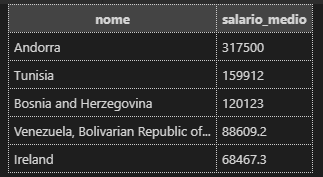 nome salario_medio
Andorra 317500
Tunisia 159912
Bosnia and Herzegovina 120123
Venezuela, Bolivarian Republic of... 88609.2
Ireland 68467.3